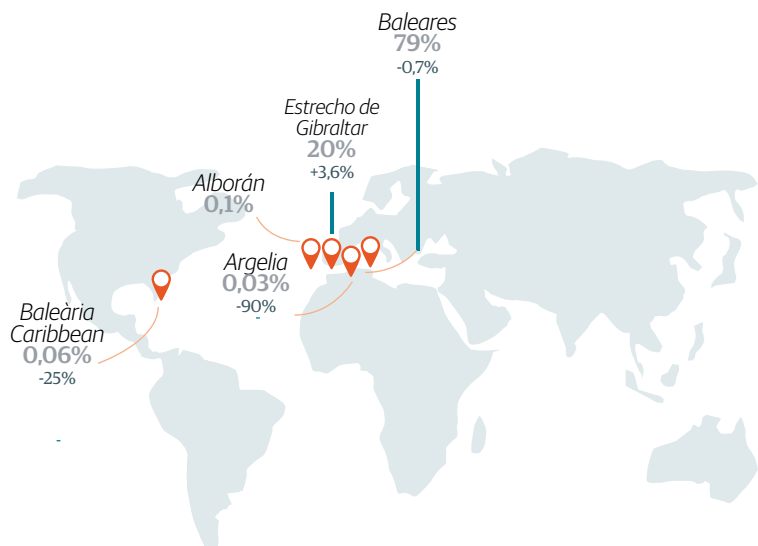 Baleares
79%
-0,7%
Estrecho de
Gibraltar
20%
+3,6%
Alborán
0,1%
Argelia
0,03%
-90%
-
Baleària
Caribbean
0,06%
-25%
-